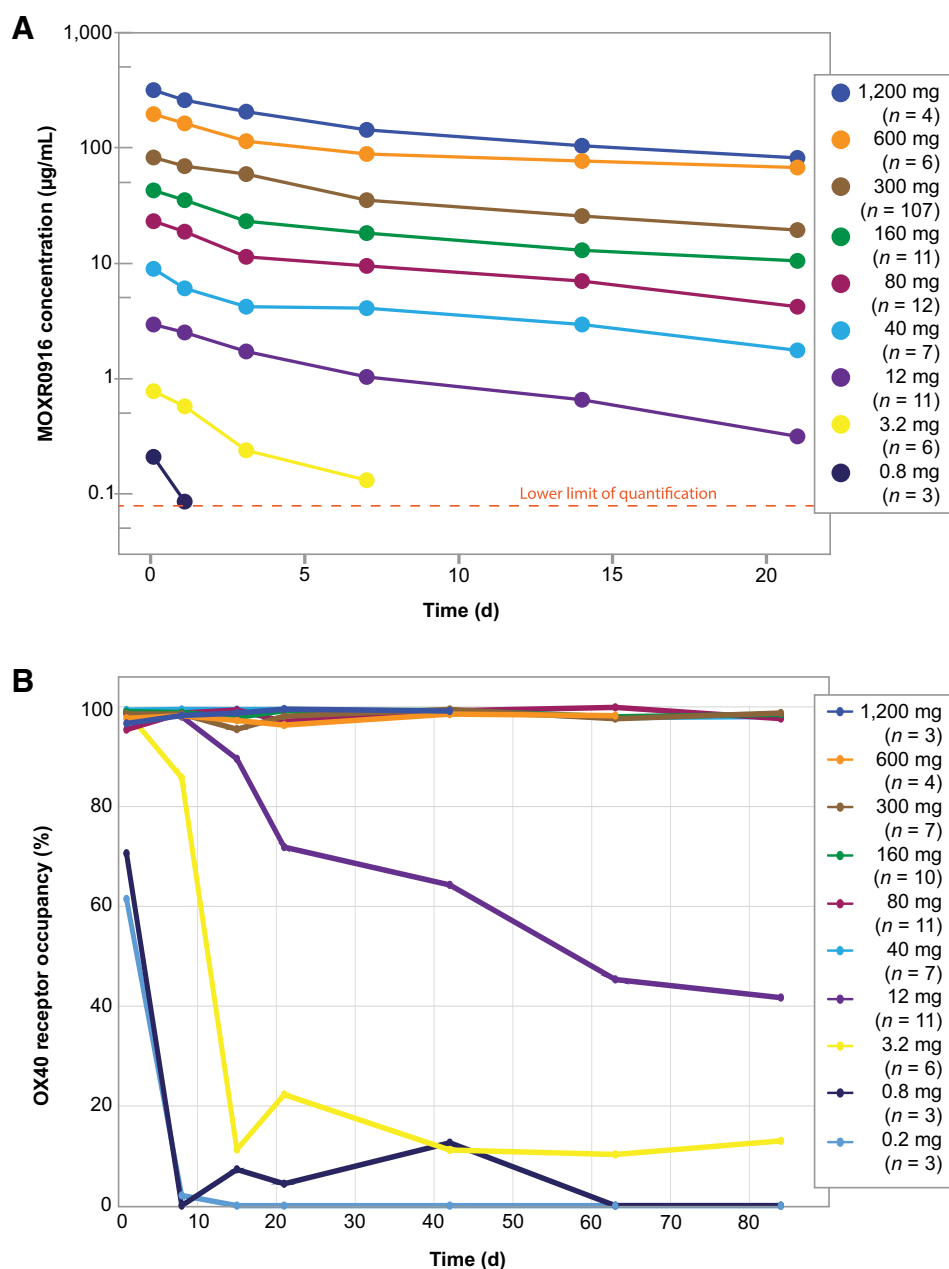 A
MOXR0916 concentration (µg/mL)
1,000
100
10
1
0.1
Lower limit of quantification
0
5
10
15
20
Time (d)
1,200 mg
(n = 4)
600 mg
(n = 6)
300 mg
(n = 107)
160 mg
(n = 11)
80 mg
(n = 12)
40 mg
(n = 7)
12 mg
(n = 11)
3.2 mg
(n = 6)
0.8 mg
(n = 3)
B
OX40 receptor occupancy (%)
100
80
60
40
20
0
0
10
20
30
40
50
60
70
80
Time (d)
1,200 mg
(n = 3)
600 mg
(n = 4)
300 mg
(n = 7)
160 mg
(n = 10)
80 mg
(n = 11)
40 mg
(n = 7)
12 mg
(n = 11)
3.2 mg
(n = 6)
0.8 mg
(n = 3)
0.2 mg
(n = 3)